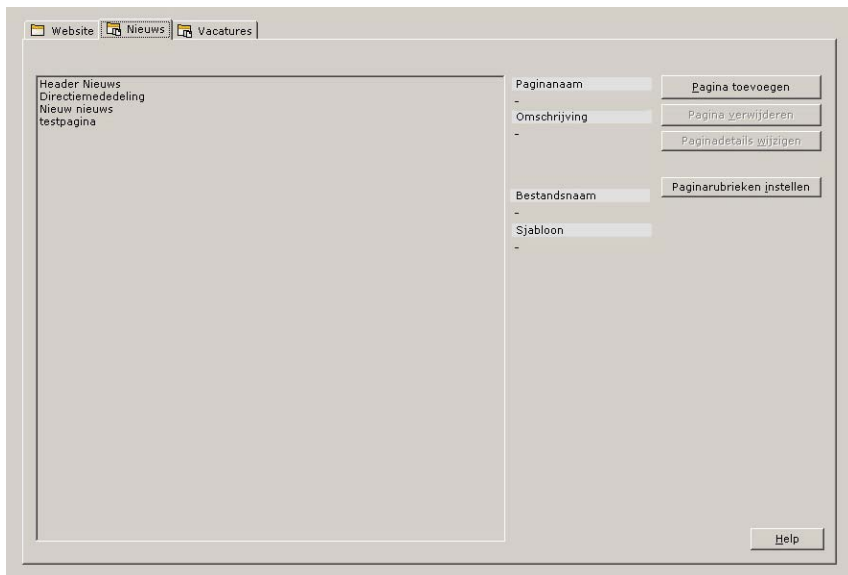 Website
Nieuws
Vacatures
Header Nieuws
Directiemededeling
Nieuw nieuws
testpagina
Paginanaam
-
Omschrijving
-
Bestandsnaam
-
Sjabloon
-
Pagina toevoegen
Pagina verwijderen
Paginadetails wijzigen
Paginarubrieken instellen
Help